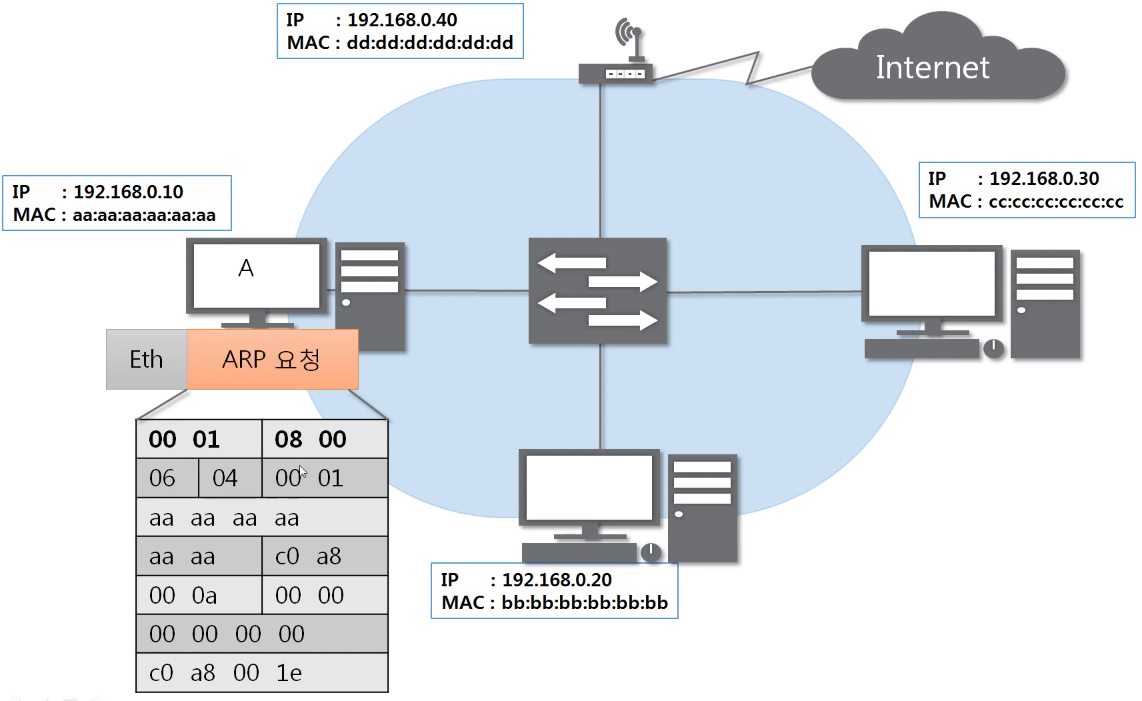 IP : 192.168.0.40
MAC : dd:dd:dd:dd:dd:dd
Internet
IP : 192.168.0.10
MAC : aa:aa:aa:aa:aa:aa
IP : 192.168.0.30
MAC : cc:cc:cc:cc:cc:cc
A
Eth ARP 요청
00 01 08 00
06 04 00 01
aa aa aa aa
aa aa c0 a8
00 0a 00 00
00 00 00 00
c0 a8 00 1e
IP : 192.168.0.20
MAC : bb:bb:bb:bb:bb:bb